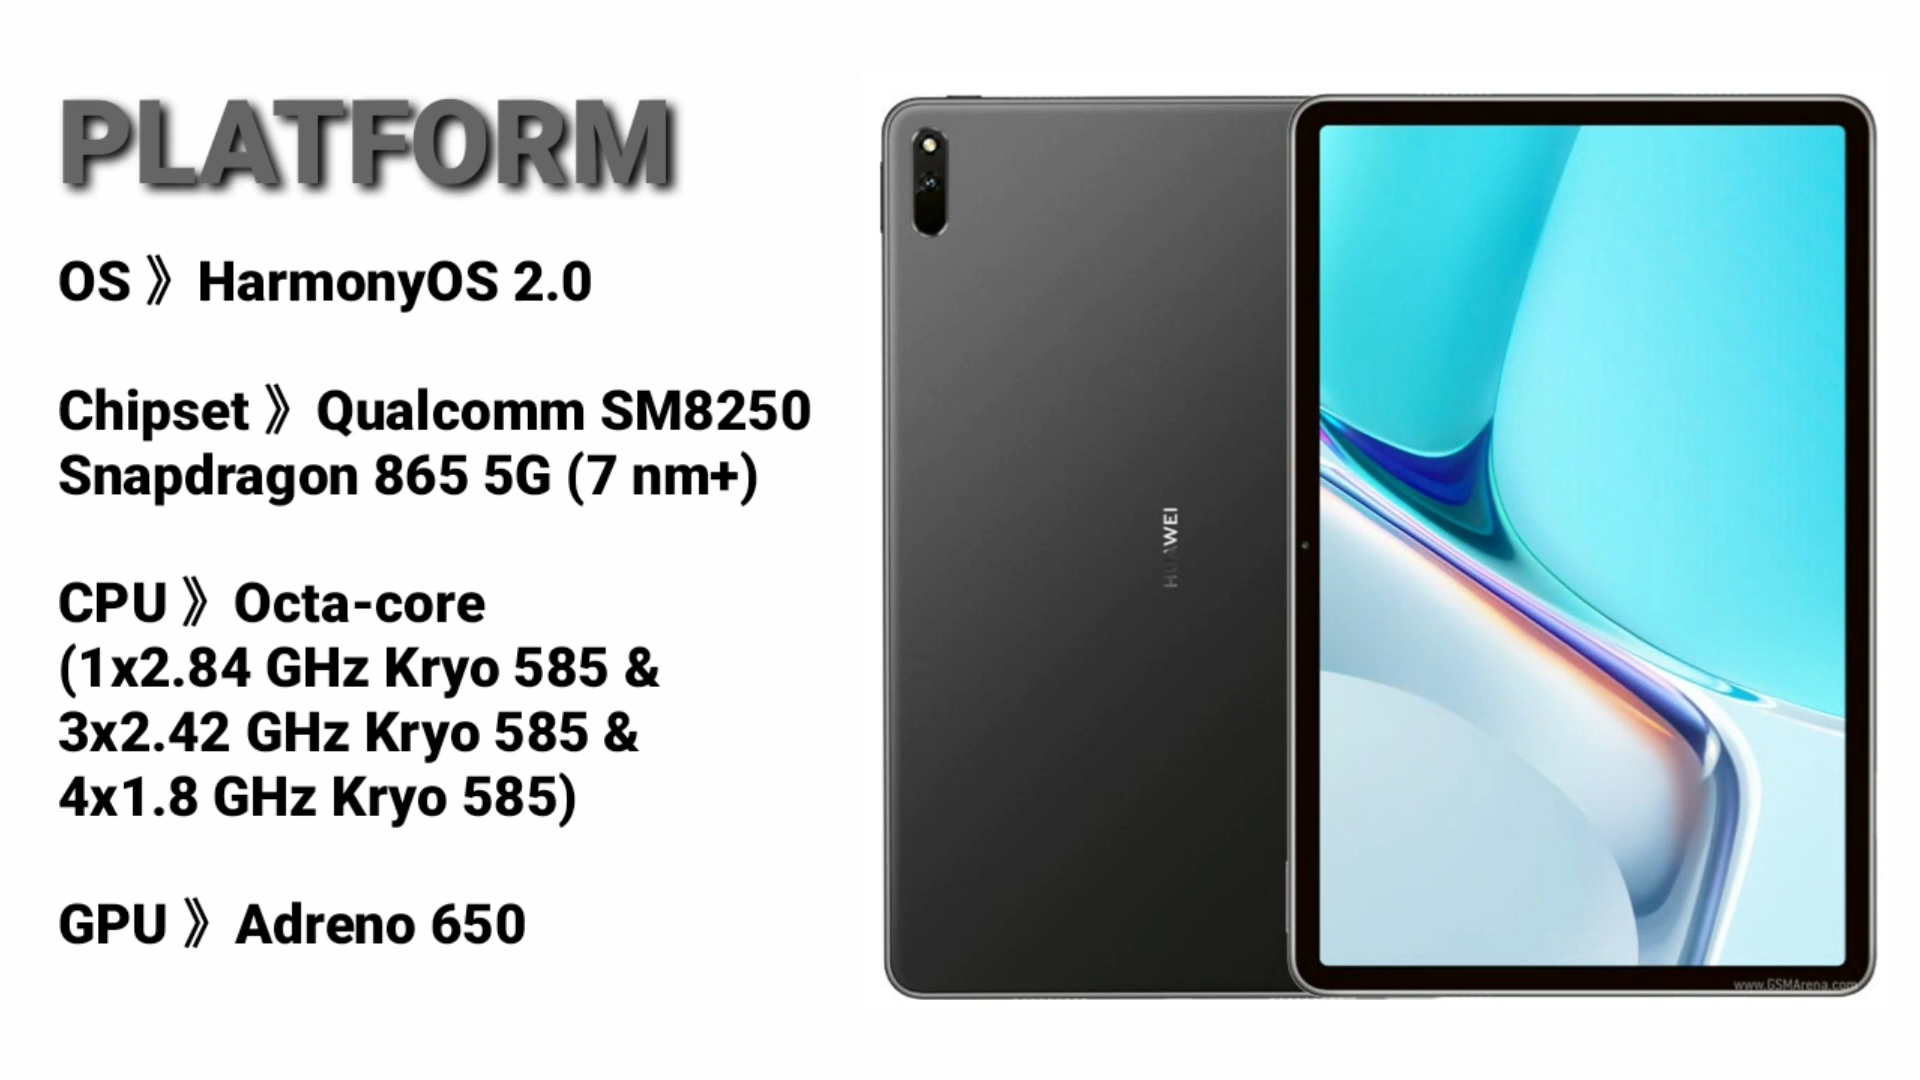 PLATFORM
OS 》 HarmonyOS 2.0
Chipset 》 Qualcomm SM8250
Snapdragon 865 5G (7 nm+)
CPU 》 Octa-core
(1x2.84 GHz Kryo 585 &
3x2.42 GHz Kryo 585 &
4x1.8 GHz Kryo 585)
GPU 》 Adreno 650
HUAWEI
www.GSMArena.com